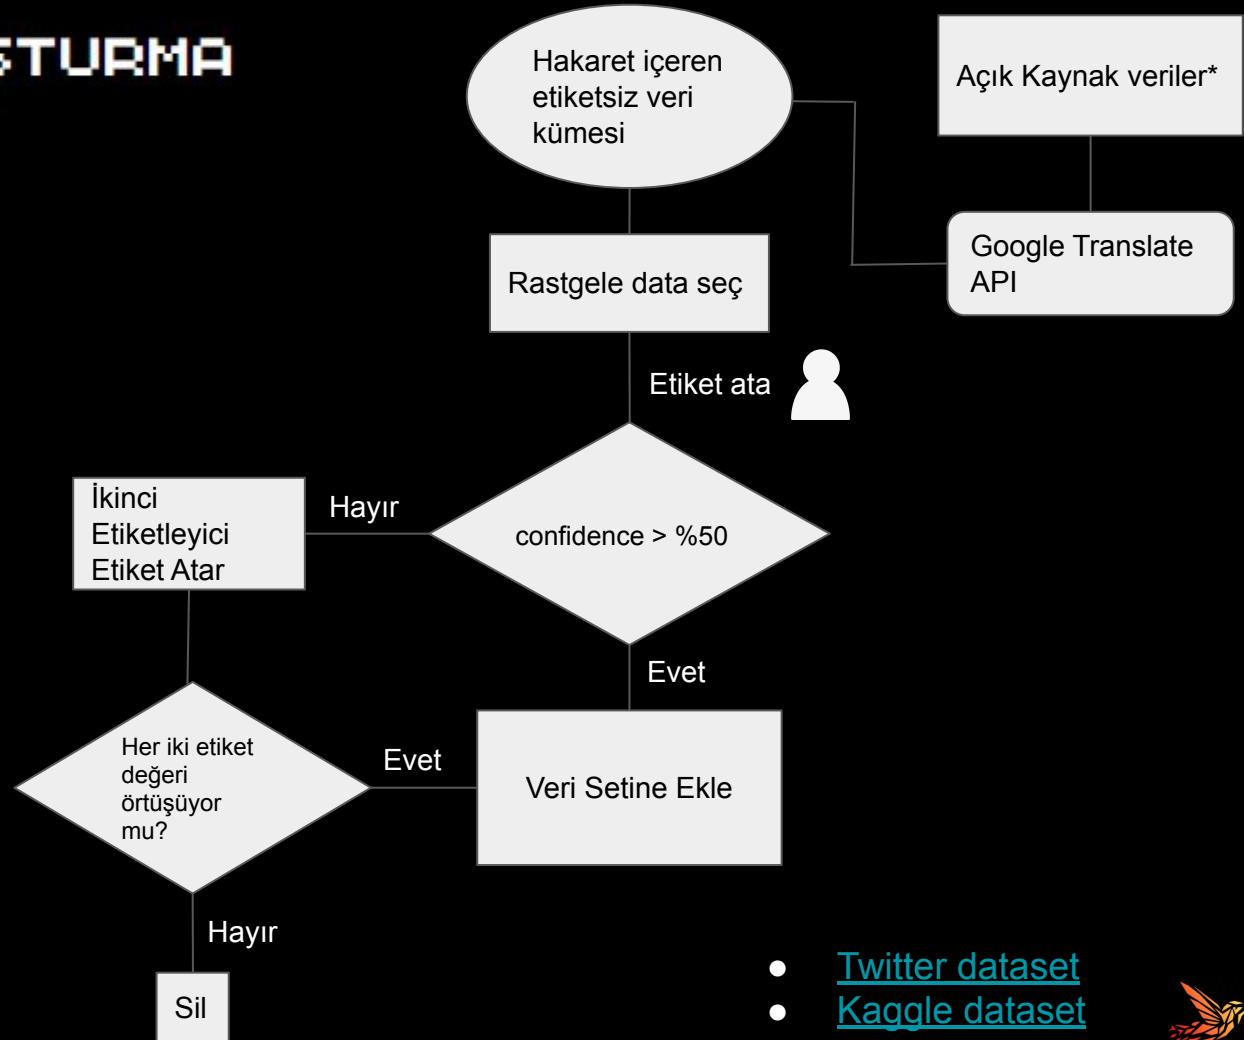 STURMA
Hakaret içeren
etiketsiz veri
kümesi
Açık Kaynak veriler*
Google Translate
API
Rastgele data seç
Etiket ata
confidence > %50
Hayır
İkinci
Etiketleyici
Etiket Atar
Evet
Her iki etiket
değeri
örtüşüyor
mu?
Evet
Veri Setine Ekle
Hayır
Sil
Twitter dataset
Kaggle dataset